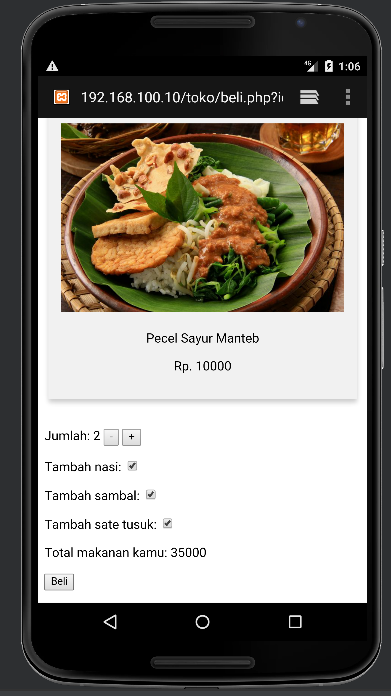 4G 1:06
192.168.100.10/toko/beli.php?i
Pecel Sayur Manteb
Rp. 10000
Jumlah: 2 - +
Tambah nasi:
Tambah sambal:
Tambah sate tusuk:
Total makanan kamu: 35000
Beli